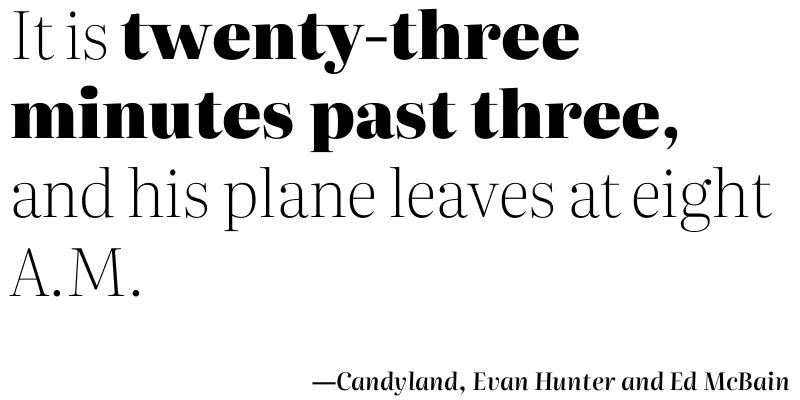 It is twenty-three
minutes past three,
and his plane leaves at eight
A.M.
—Candyland, Evan Hunter and Ed McBain